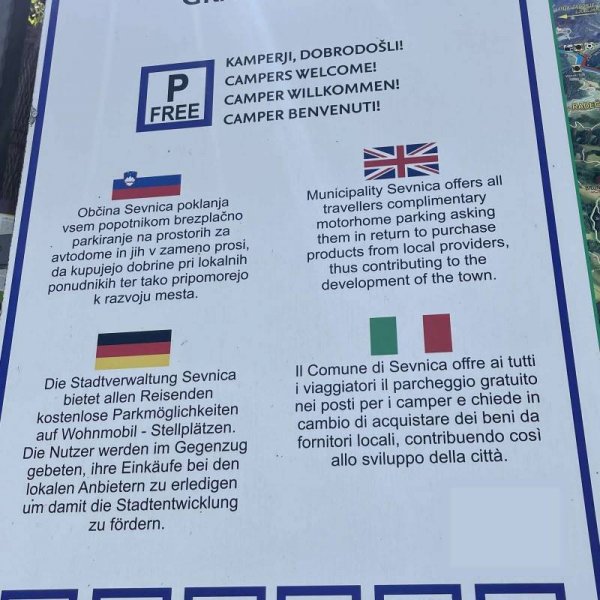 P
FREE
KAMPERJI, DOBRODOŠLI!
CAMPERS WELCOME!
CAMPER WILLKOMMEN!
CAMPER BENVENUTI!
Občina Sevnica poklanja
vsem popotnikom brezplačno
parkiranje na prostorih za
avtodome in jih v zameno prosi,
da kupujejo dobrine pri lokalnih
ponudnikih ter tako pripomorejo
k razvoju mesta.
Municipality Sevnica offers all
travellers complimentary
motorhome parking asking
them in return to purchase
products from local providers,
thus contributing to the
development of the town.
Die Stadtverwaltung Sevnica
bietet allen Reisenden
kostenlose Parkmöglichkeiten
auf Wohnmobil - Stellplätzen.
Die Nutzer werden im Gegenzug
gebeten, ihre Einkäufe bei den
lokalen Anbietern zu erledigen
um damit die Stadtentwicklung
zu fördern.
Il Comune di Sevnica offre ai tutti
i viaggiatori il parcheggio gratuito
nei posti per i camper e chiede in
cambio di acquistare dei beni da
fornitori locali, contribuendo così
allo sviluppo della città.